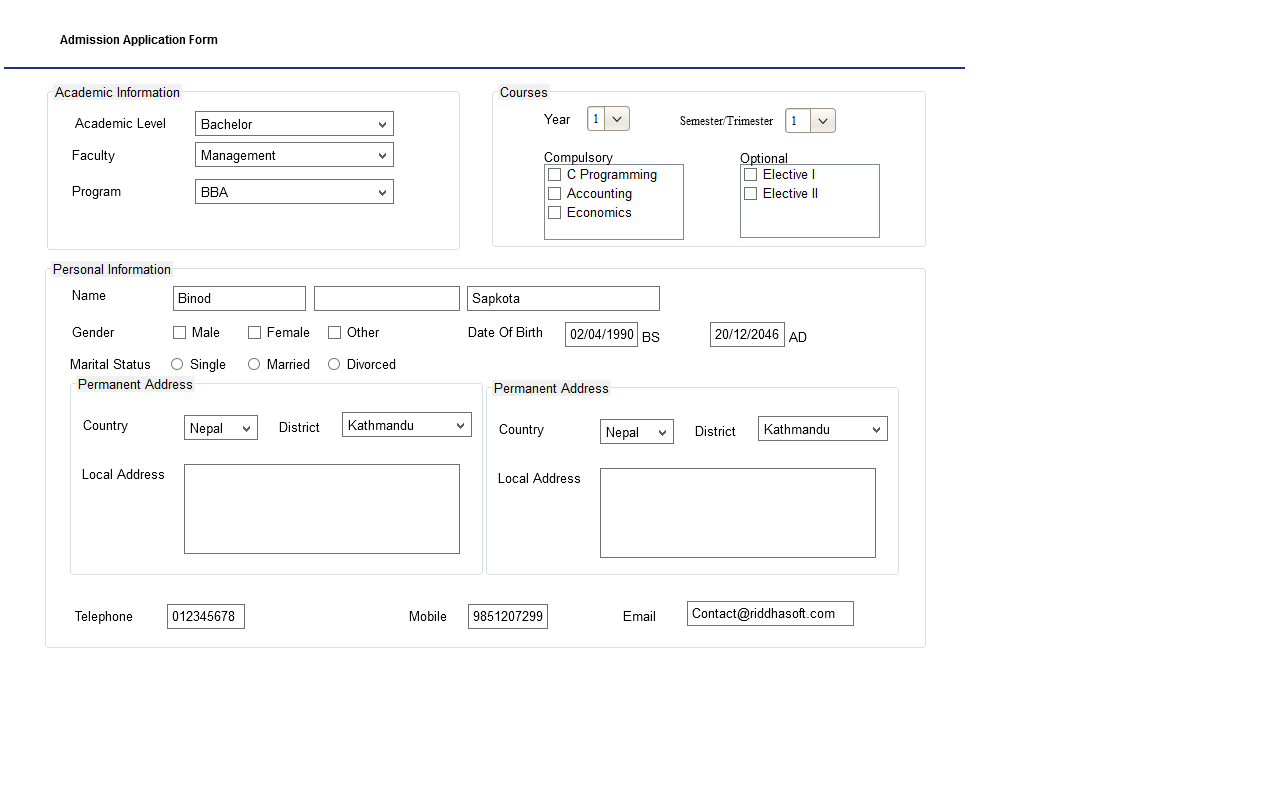 Admission Application Form
Academic Information
Academic Level Bachelor
Faculty Management
Program BBA
Courses
Year 1 Semester/Trimester 1
Compulsory Optional
C Programming Elective I
Accounting Elective II
Economics
Personal Information
Name Binod Sapkota
Gender Male Female Other Date Of Birth 02/04/1990 BS 20/12/2046 AD
Marital Status Single Married Divorced
Permanent Address
Country Nepal District Kathmandu
Local Address
Permanent Address
Country Nepal District Kathmandu
Local Address
Telephone 012345678 Mobile 9851207299 Email Contact@riddhasoft.com